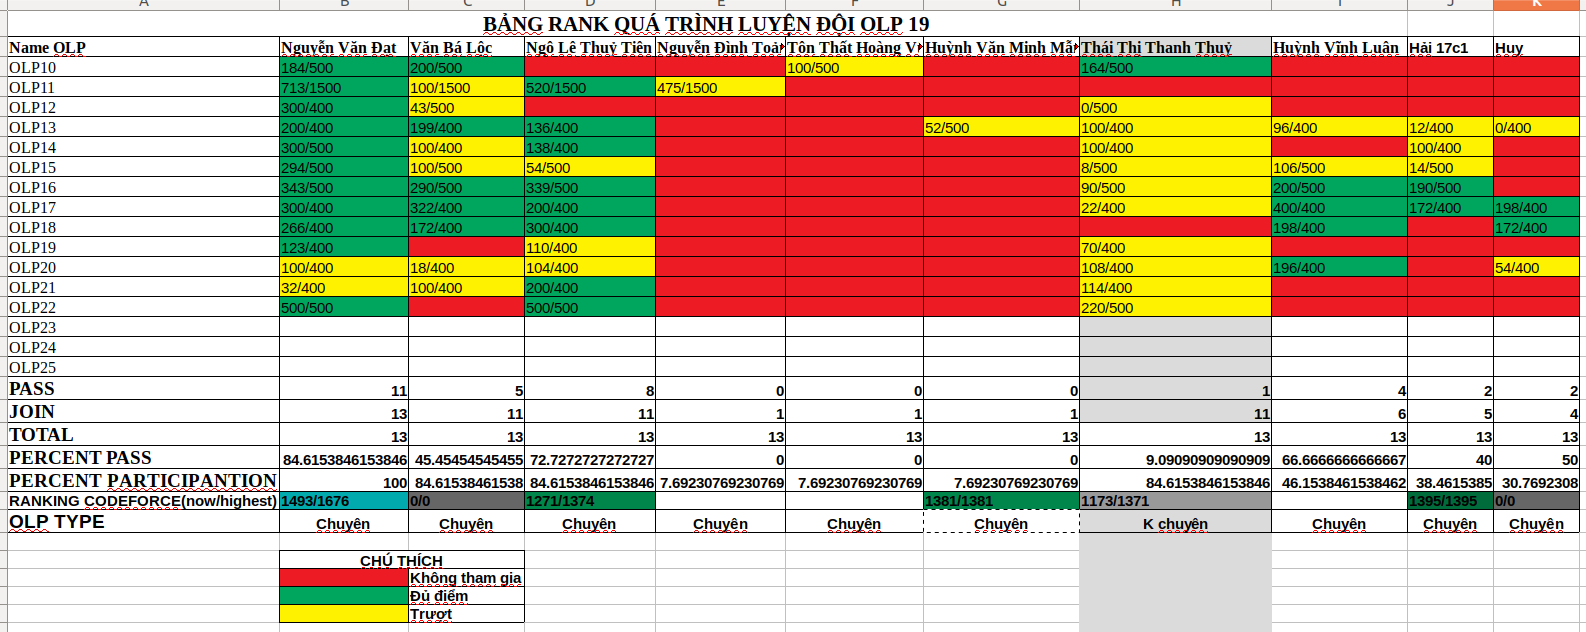 A B C D E F G H I J K
BẢNG RANK QUÁ TRÌNH LUYỆN ĐỘI OLP 19
Name OLP Nguyễn Văn Đạt Văn Bá Lộc Ngô Lê Thuỷ Tiên Nguyễn Đình Toàn Tôn Thất Hoàng V Huỳnh Văn Minh Mẫn Thái Thị Thanh Thuý Huỳnh Vĩnh Luân Hải 17c1 Huy
OLP10 184/500 200/500 100/500 164/500
OLP11 713/1500 100/1500 520/1500 475/1500
OLP12 300/400 43/500 0/500
OLP13 200/400 199/400 136/400 52/500 100/400 96/400 12/400 0/400
OLP14 300/500 100/400 138/400 100/400 100/400
OLP15 294/500 100/500 54/500 8/500 106/500 14/500
OLP16 343/500 290/500 339/500 90/500 200/500 190/500
OLP17 300/400 322/400 200/400 22/400 400/400 172/400 198/400
OLP18 266/400 172/400 300/400 198/400 172/400
OLP19 123/400 110/400 70/400
OLP20 100/400 18/400 104/400 108/400 196/400 54/400
OLP21 32/400 100/400 200/400 114/400
OLP22 500/500 500/500 220/500
OLP23
OLP24
OLP25
PASS 11 5 8 0 0 0 1 4 2 2
JOIN 13 11 11 1 1 1 11 6 5 4
TOTAL 13 13 13 13 13 13 13 13 13 13
PERCENT PASS 84.6153846153846 45.45454545455 72.7272727272727 0 0 0 9.09090909090909 66.6666666666667 40 50
PERCENT PARTICIPANTION 100 84.61538461538 84.6153846153846 7.69230769230769 7.69230769230769 7.69230769230769 84.6153846153846 46.1538461538462 38.4615385 30.7692308
RANKING CODEFORCE(now/highest) 1493/1676 0/0 1271/1374 1381/1381 1173/1371 1395/1395 0/0
OLP TYPE Chuyên Chuyên Chuyên Chuyên Chuyên Chuyên K chuyên Chuyên Chuyên Chuyên
CHÚ THÍCH
Không tham gia
Đủ điểm
Trượt